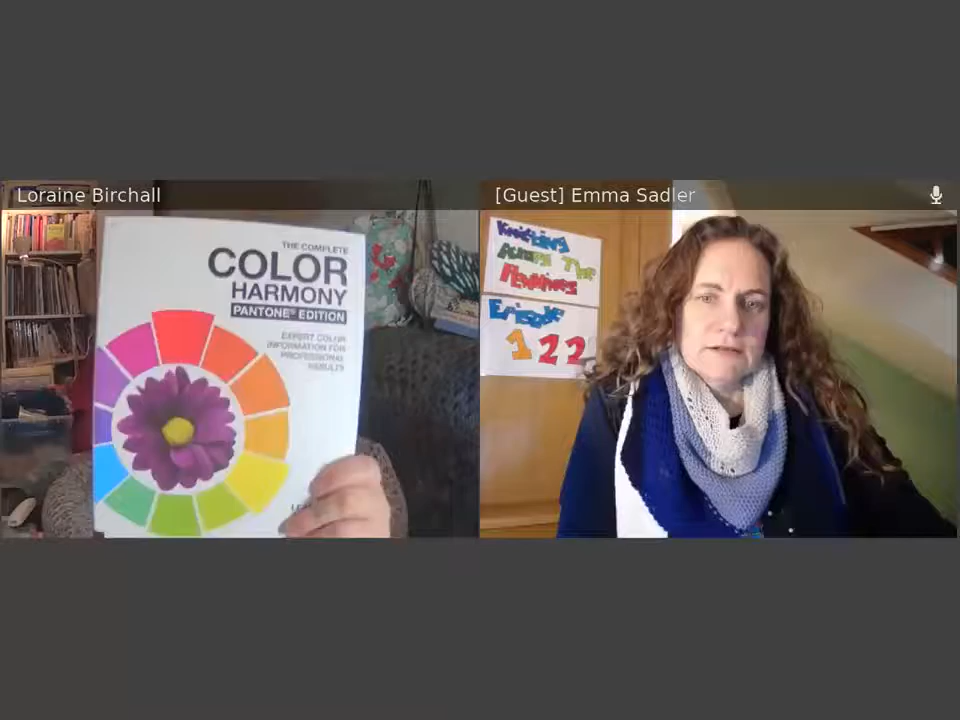 Loraine Birchall
THE COMPLETE
COLOR
HARMONY
PANTONE® EDITION
EXPERT COLOR
INFORMATION FOR
PROFESSIONAL
RESULTS
[Guest] Emma Sadler
Knitting
Across The
Pennines
Episode
122